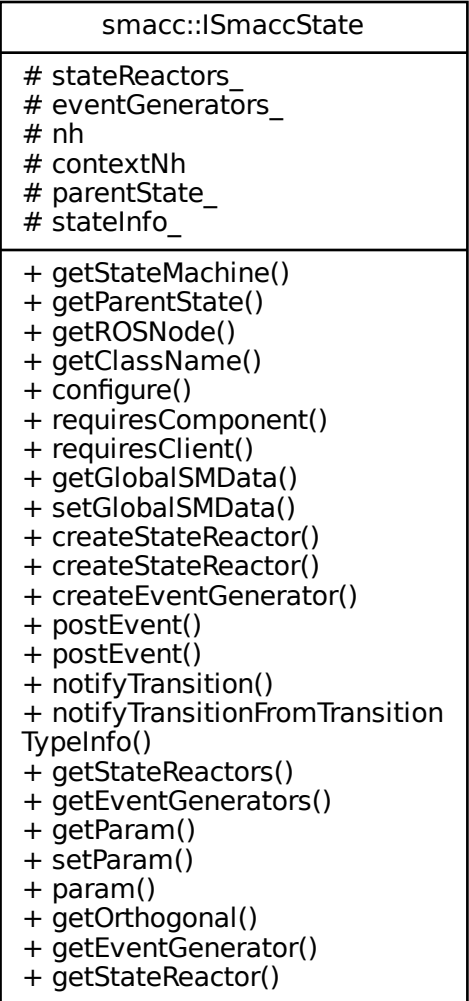 smacc::ISmaccState
# stateReactors_
# eventGenerators_
# nh
# contextNh
# parentState_
# stateInfo_
+ getStateMachine()
+ getParentState()
+ getROSNode()
+ getClassName()
+ configure()
+ requiresComponent()
+ requiresClient()
+ getGlobalSMData()
+ setGlobalSMData()
+ createStateReactor()
+ createStateReactor()
+ createEventGenerator()
+ postEvent()
+ postEvent()
+ notifyTransition()
+ notifyTransitionFromTransition
TypeInfo()
+ getStateReactors()
+ getEventGenerators()
+ getParam()
+ setParam()
+ param()
+ getOrthogonal()
+ getEventGenerator()
+ getStateReactor()